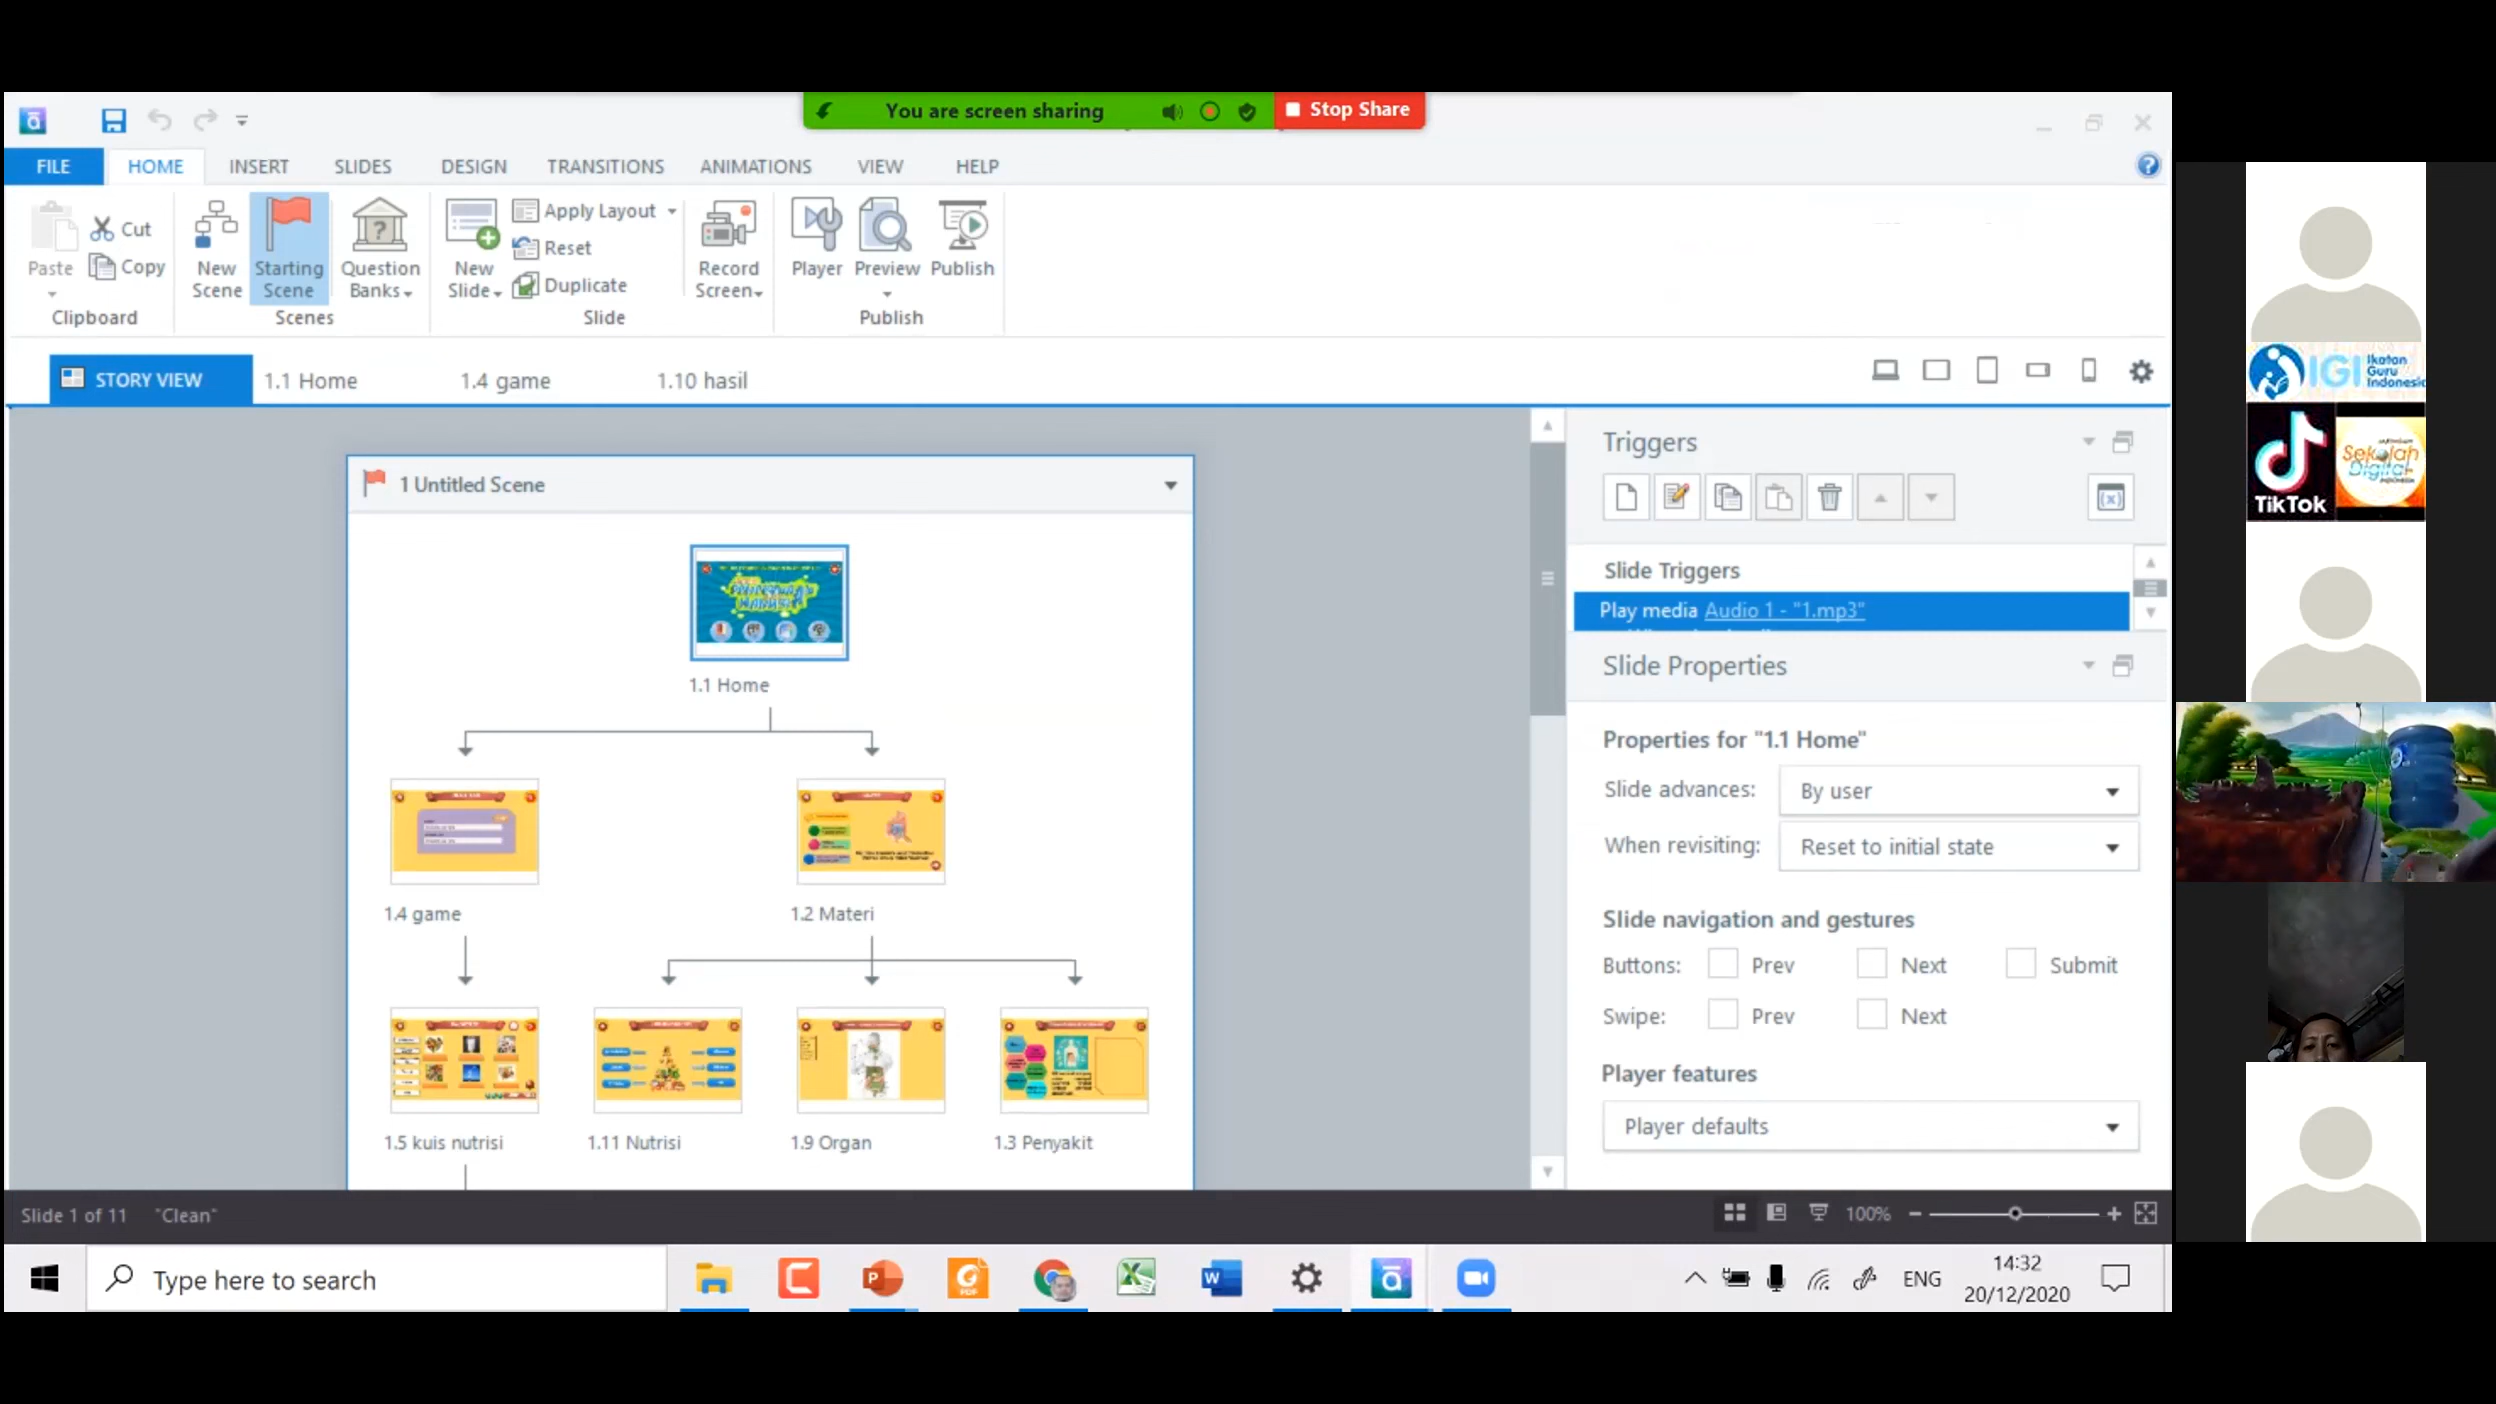 You are screen sharing
Stop Share
FILE
HOME
INSERT
SLIDES
DESIGN
TRANSITIONS
ANIMATIONS
VIEW
HELP
Paste
Cut
Copy
Clipboard
New Scene
Starting Scene
Question Banks
Scenes
New Slide
Apply Layout
Reset
Duplicate
Slide
Record Screen
Player
Preview
Publish
Publish
STORY VIEW
1.1 Home
1.4 game
1.10 hasil
1 Untitled Scene
1.1 Home
1.4 game
1.2 Materi
1.5 kuis nutrisi
1.11 Nutrisi
1.9 Organ
1.3 Penyakit
Triggers
Slide Triggers
Play media Audio 1 - "1.mp3"
Slide Properties
Properties for "1.1 Home"
Slide advances: By user
When revisiting: Reset to initial state
Slide navigation and gestures
Buttons: Prev Next Submit
Swipe: Prev Next
Player features
Player defaults
Slide 1 of 11 "Clean"
100%
Type here to search
ENG
14:32
20/12/2020
IGI
Ikatan
Guru
Indonesia
TikTok
Sekolah
Digital